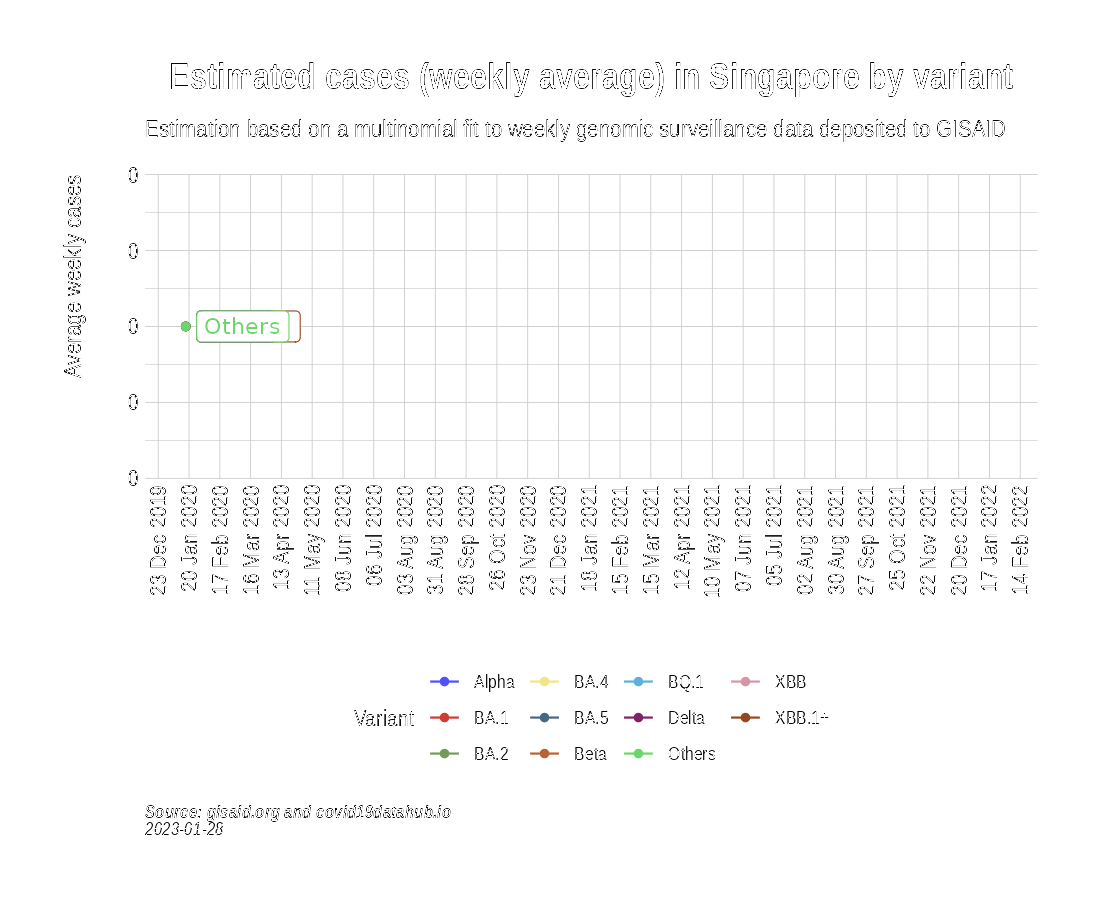 Estimated cases (weekly average) in Singapore by variant
Estimation based on a multinomial fit to weekly genomic surveillance data deposited to GISAID
Average weekly cases
0
0
0
0
0
Others
23 Dec 2019
20 Jan 2020
17 Feb 2020
16 Mar 2020
13 Apr 2020
11 May 2020
08 Jun 2020
06 Jul 2020
03 Aug 2020
31 Aug 2020
28 Sep 2020
26 Oct 2020
23 Nov 2020
21 Dec 2020
18 Jan 2021
15 Feb 2021
15 Mar 2021
12 Apr 2021
10 May 2021
07 Jun 2021
05 Jul 2021
02 Aug 2021
30 Aug 2021
27 Sep 2021
25 Oct 2021
22 Nov 2021
20 Dec 2021
17 Jan 2022
14 Feb 2022
Variant
Alpha BA.4 BQ.1 XBB
BA.1 BA.5 Delta XBB.1+
BA.2 Beta Others
Source: gisaid.org and covid19datahub.io
2023-01-28